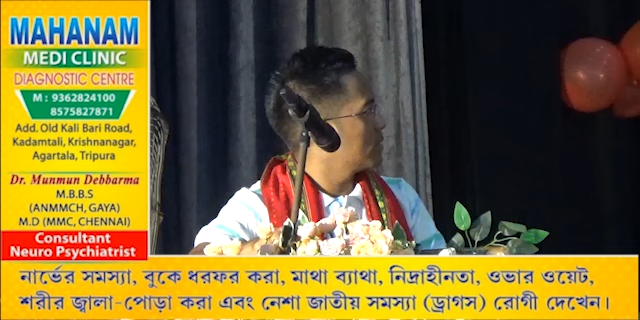 MAHANAM
MEDI CLINIC
DIAGNOSTIC CENTRE
M : 9362824100
8575827871
Add. Old Kali Bari Road,
Kadamtali, Krishnanagar,
Agartala, Tripura
Dr. Munmun Debbarma
M.B.B.S
(ANMMCH, GAYA)
M.D (MMC, CHENNAI)
Consultant
Neuro Psychiatrist
নার্ভের সমস্যা, বুকে ধরফর করা, মাথা ব্যাথা, নিদ্রাহীনতা, ওভার ওয়েট,
শরীর জ্বালা-পোড়া করা এবং নেশা জাতীয় সমস্যা (ড্রাগস) রোগী দেখেন।